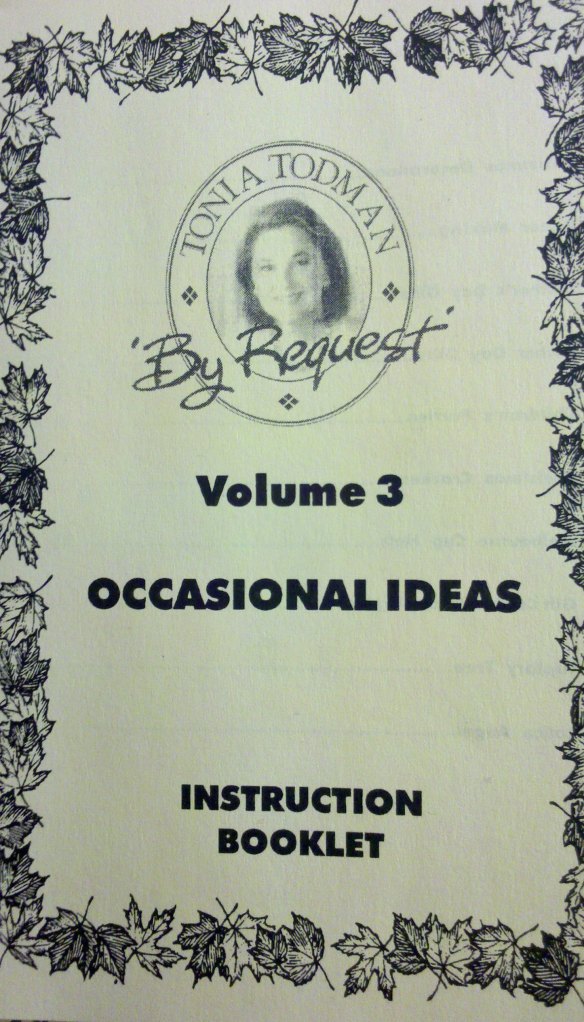 TONIA TODMAN
'By Request'
Volume 3
OCCASIONAL IDEAS
INSTRUCTION
BOOKLET